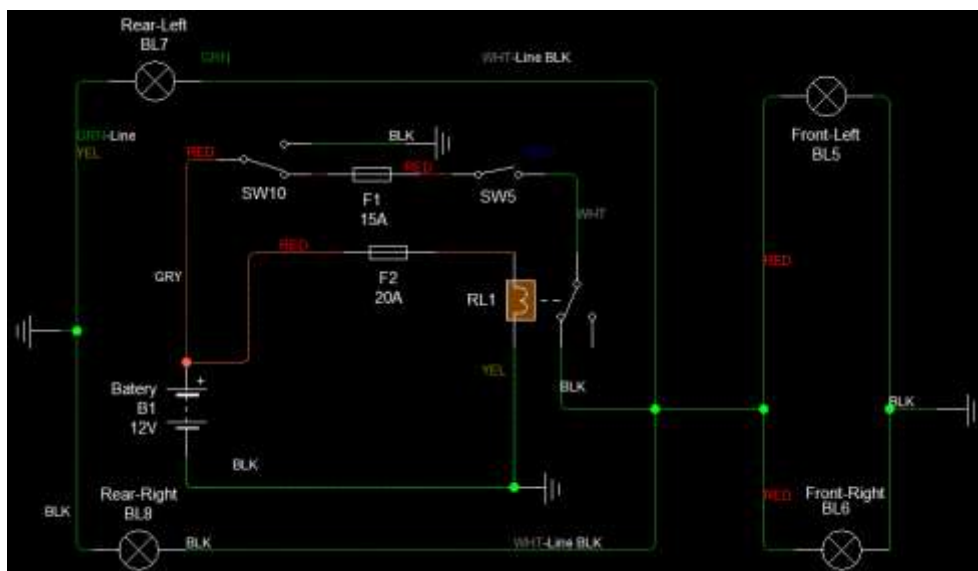 Rear-Left
BL7
GRN
WHT-Line BLK
GRN-Line
YEL
RED
BLK
RED
SW10
F1
15A
SW5
WHT
Front-Left
BL5
RED
F2
20A
GRY
RL1
RED
YEL
BLK
Batery
B1
12V
+
BLK
BLK
Rear-Right
BL8
BLK
BLK
WHT-Line BLK
RED
Front-Right
BL6